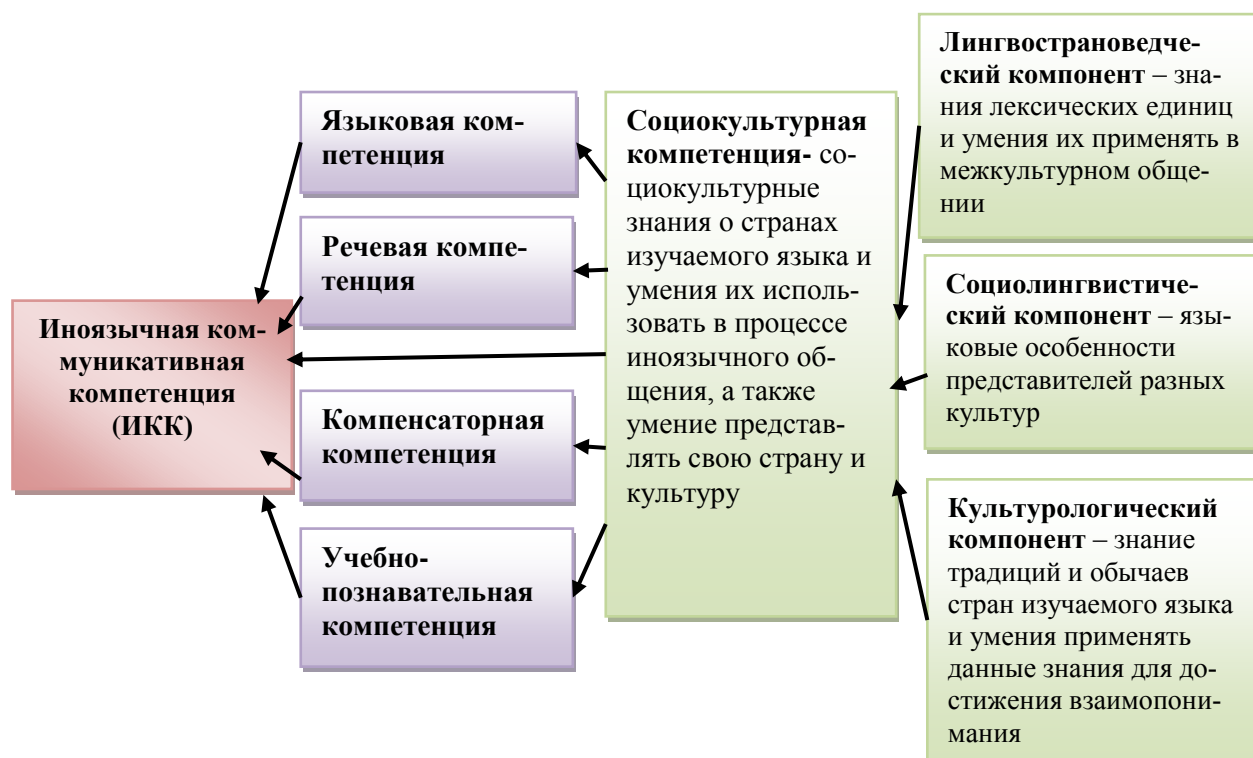 Иноязычная ком-
муникативная
компетенция
(ИКК)
Языковая ком-
петенция
Речевая компе-
тенция
Компенсаторная
компетенция
Учебно-
познавательная
компетенция
Социокультурная
компетенция- со-
циокультурные
знания о странах
изучаемого языка и
умения их исполь-
зовать в процессе
иноязычного об-
щения, а также
умение представ-
лять свою страну и
культуру
Лингвострановедче-
ский компонент – зна-
ния лексических единиц
и умения их применять в
межкультурном обще-
нии
Социолингвистиче-
ский компонент – язы-
ковые особенности
представителей разных
культур
Культурологический
компонент – знание
традиций и обычаев
стран изучаемого языка
и умения применять
данные знания для до-
стижения взаимопони-
мания